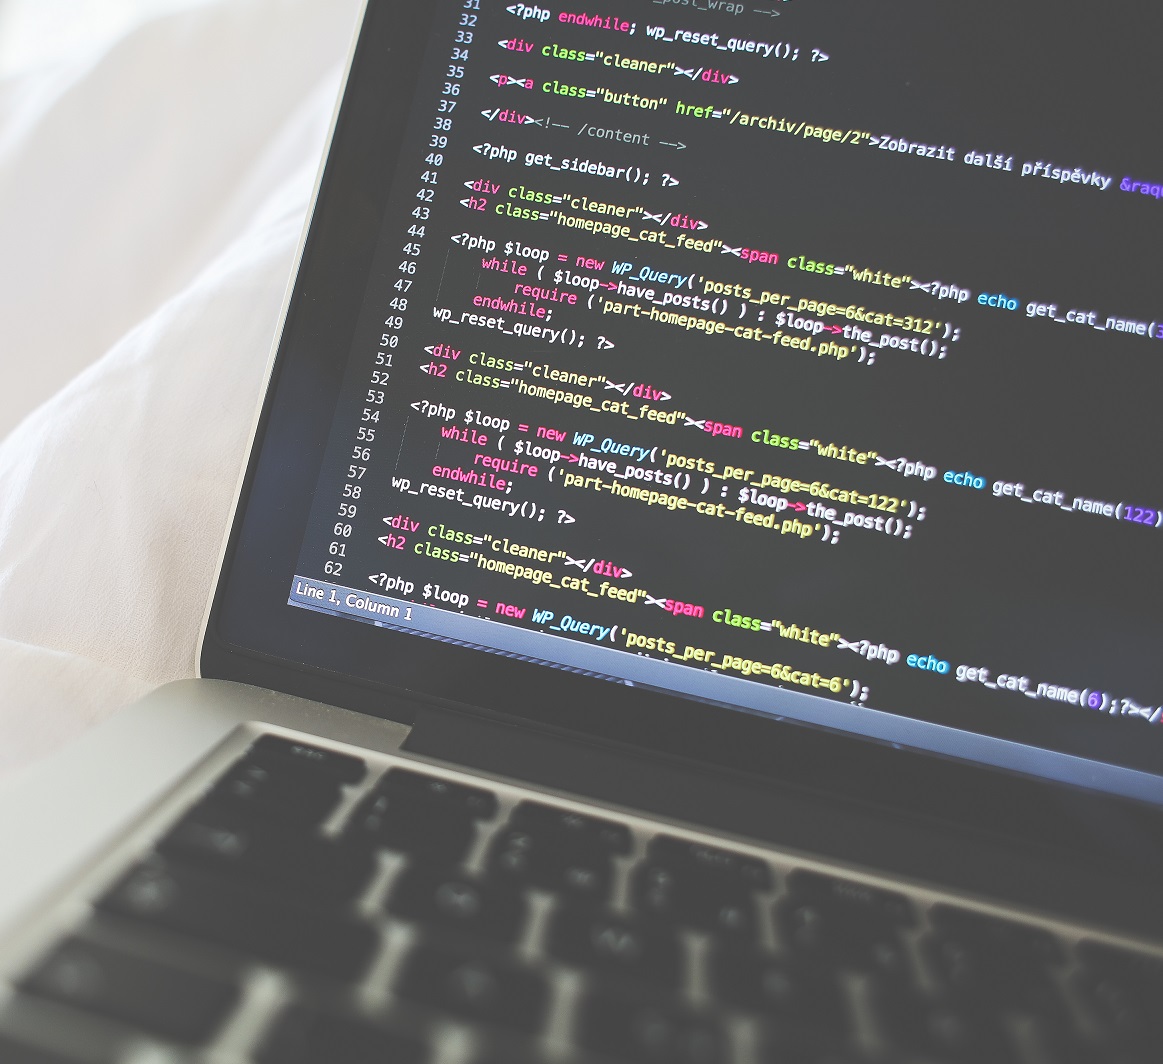 _post_wrap -->
31 <?php endwhile; wp_reset_query(); ?>
32
33 <div class="cleaner"></div>
34
35 <p><a class="button" href="/archiv/page/2">Zobrazit další příspěvky &raq
36
37 </div><!-- /content -->
38
39 <?php get_sidebar(); ?>
40
41 <div class="cleaner"></div>
42 <h2 class="homepage_cat_feed"><span class="white"><?php echo get_cat_name(3
43
44 <?php $loop = new WP_Query('posts_per_page=6&cat=312');
45 while ( $loop->have_posts() ) : $loop->the_post();
46 require ('part-homepage-cat-feed.php');
47 endwhile;
48 wp_reset_query(); ?>
49
50 <div class="cleaner"></div>
51 <h2 class="homepage_cat_feed"><span class="white"><?php echo get_cat_name(122)
52
53 <?php $loop = new WP_Query('posts_per_page=6&cat=122');
54 while ( $loop->have_posts() ) : $loop->the_post();
55 require ('part-homepage-cat-feed.php');
56 endwhile;
57 wp_reset_query(); ?>
58
59 <div class="cleaner"></div>
60 <h2 class="homepage_cat_feed"><span class="white"><?php echo get_cat_name(6);?></
61
62 <?php $loop = new WP_Query('posts_per_page=6&cat=6');
Line 1, Column 1